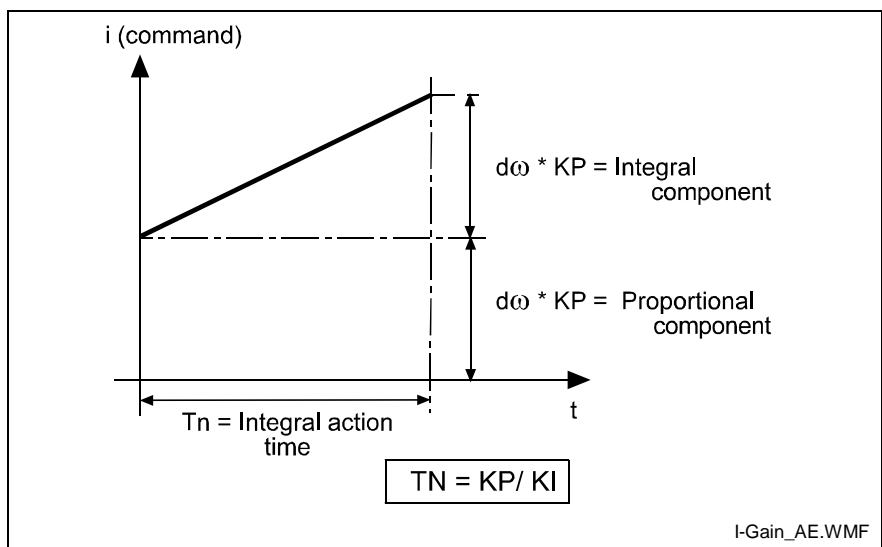 i (command)
dω * KP = Integral
component
dω * KP = Proportional
component
t
Tn = Integral action
time
TN = KP/ KI
I-Gain_AE.WMF